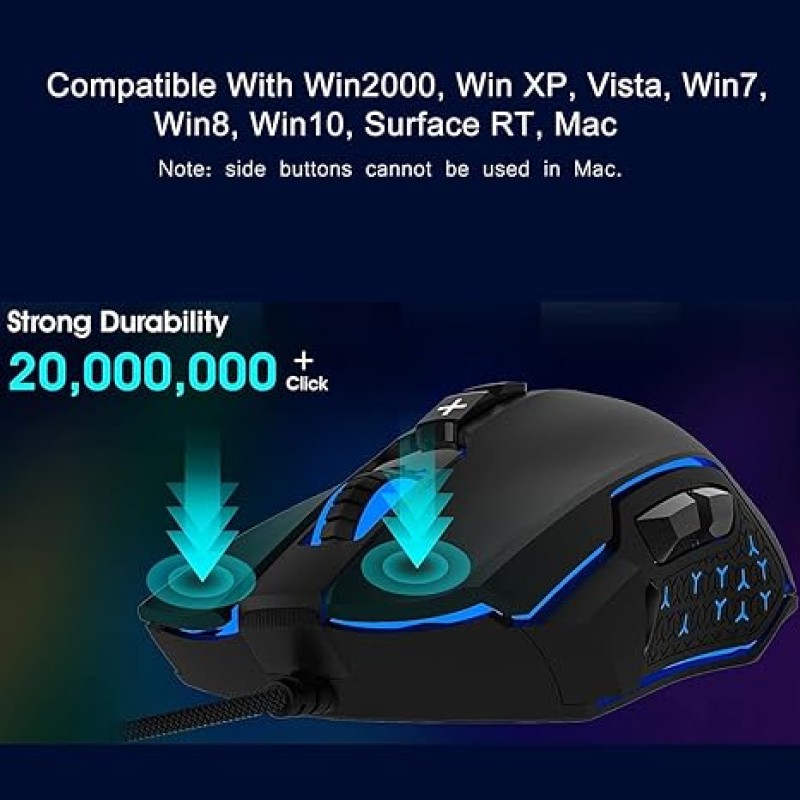 Compatible With Win2000, Win XP, Vista, Win7,
Win8, Win10, Surface RT, Mac
Note: side buttons cannot be used in Mac.
Strong Durability
20,000,000 + Click